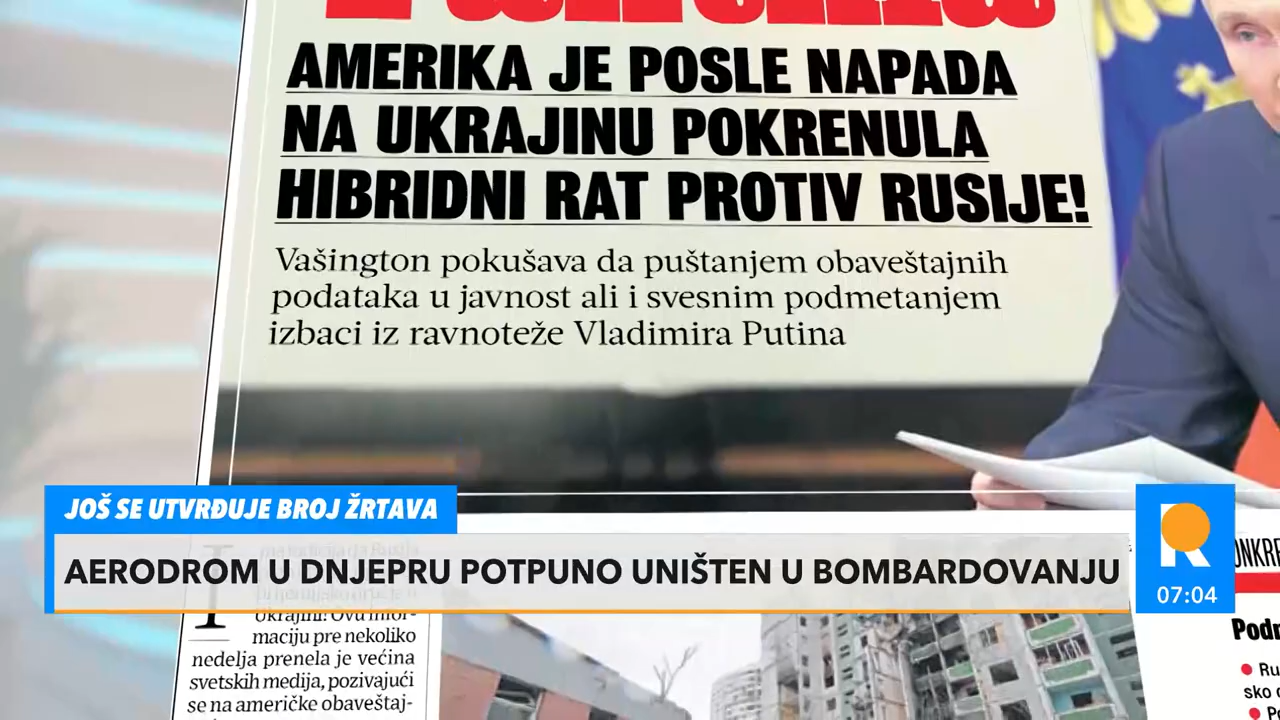 AMERIKA JE POSLE NAPADA
NA UKRAJINU POKRENULA
HIBRIDNI RAT PROTIV RUSIJE!
Vašington pokušava da puštanjem obaveštajnih
podataka u javnost ali i svesnim podmetanjem
izbaci iz ravnoteže Vladimira Putina
JOŠ SE UTVRĐUJE BROJ ŽRTAVA
AERODROM U DNJEPRU POTPUNO UNIŠTEN U BOMBARDOVANJU
R
07:04
Ukrajini! Ovu infor-
maciju pre nekoliko
nedelja prenela je većina
svetskih medija, pozivajući
se na američke obaveštaj-